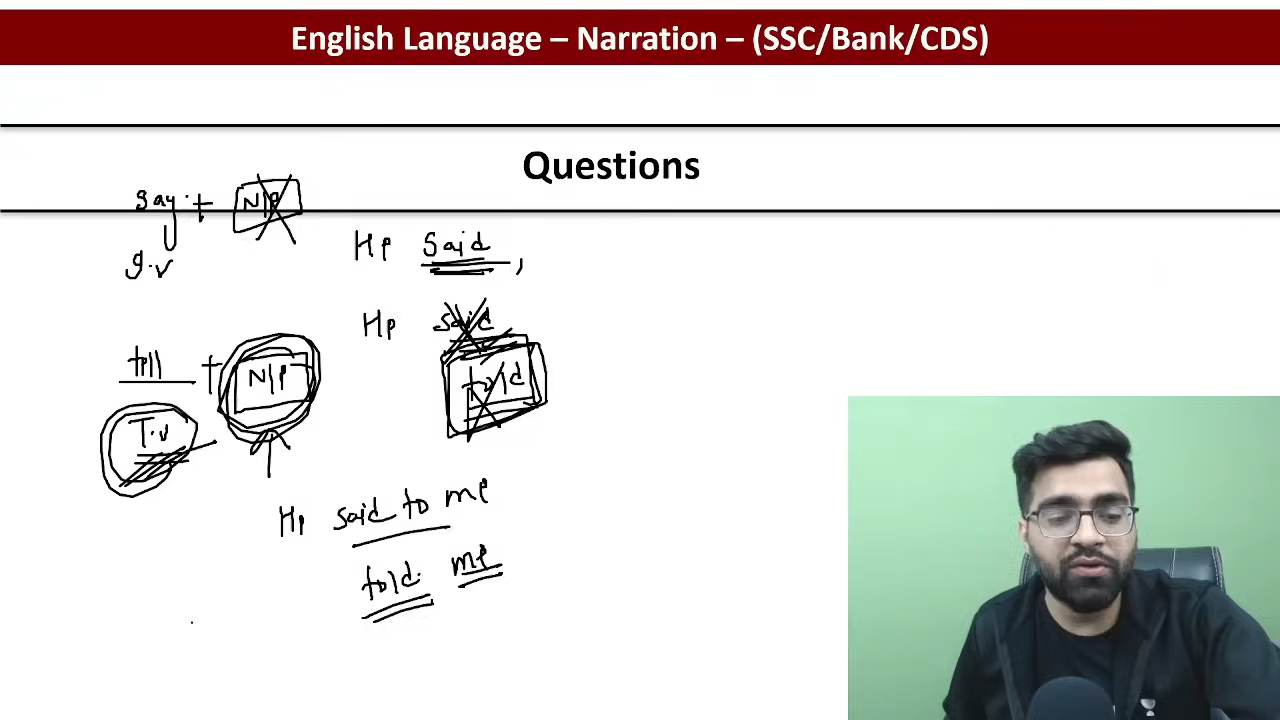 English Language – Narration – (SSC/Bank/CDS)
Questions
Say + N/P
g.v
He said,
He said
told
tell + N/P
T.v
He said to me
told me